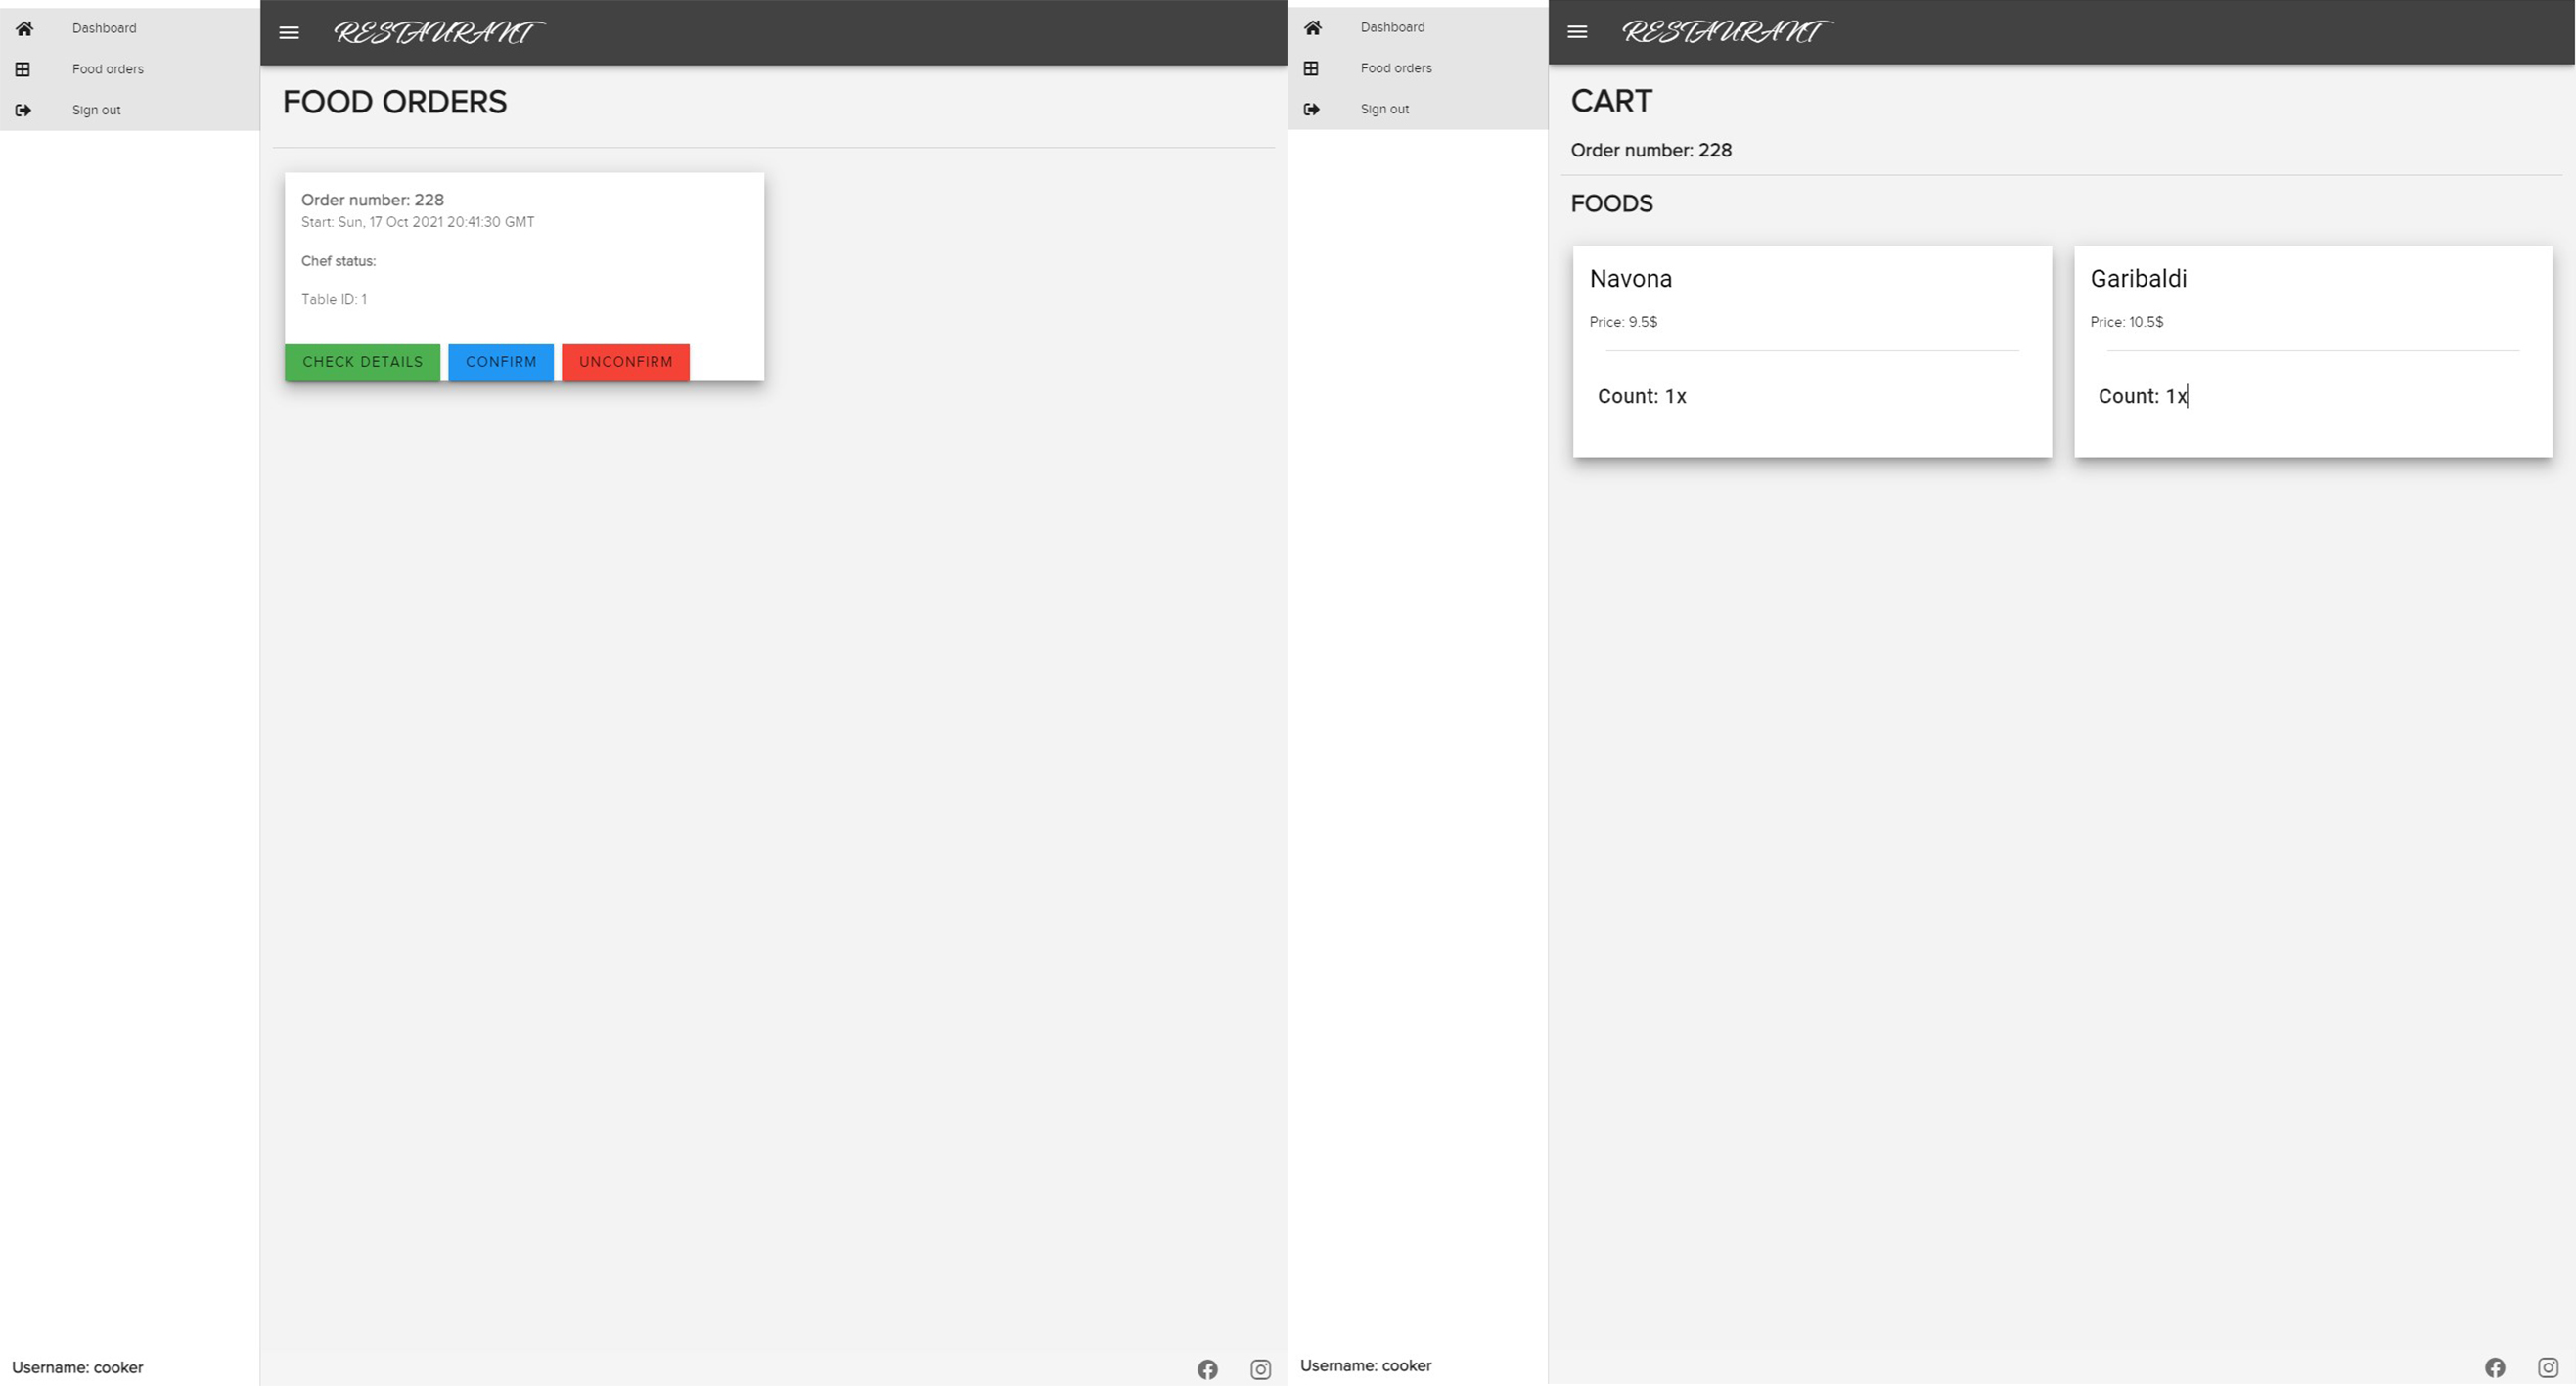 Dashboard
Food orders
Sign out
RESTAURANT
FOOD ORDERS
Order number: 228
Start: Sun, 17 Oct 2021 20:41:30 GMT
Chef status:
Table ID: 1
CHECK DETAILS CONFIRM UNCONFIRM
Username: cooker
Dashboard
Food orders
Sign out
RESTAURANT
CART
Order number: 228
FOODS
Navona
Price: 9.5$
Count: 1x
Garibaldi
Price: 10.5$
Count: 1x
Username: cooker